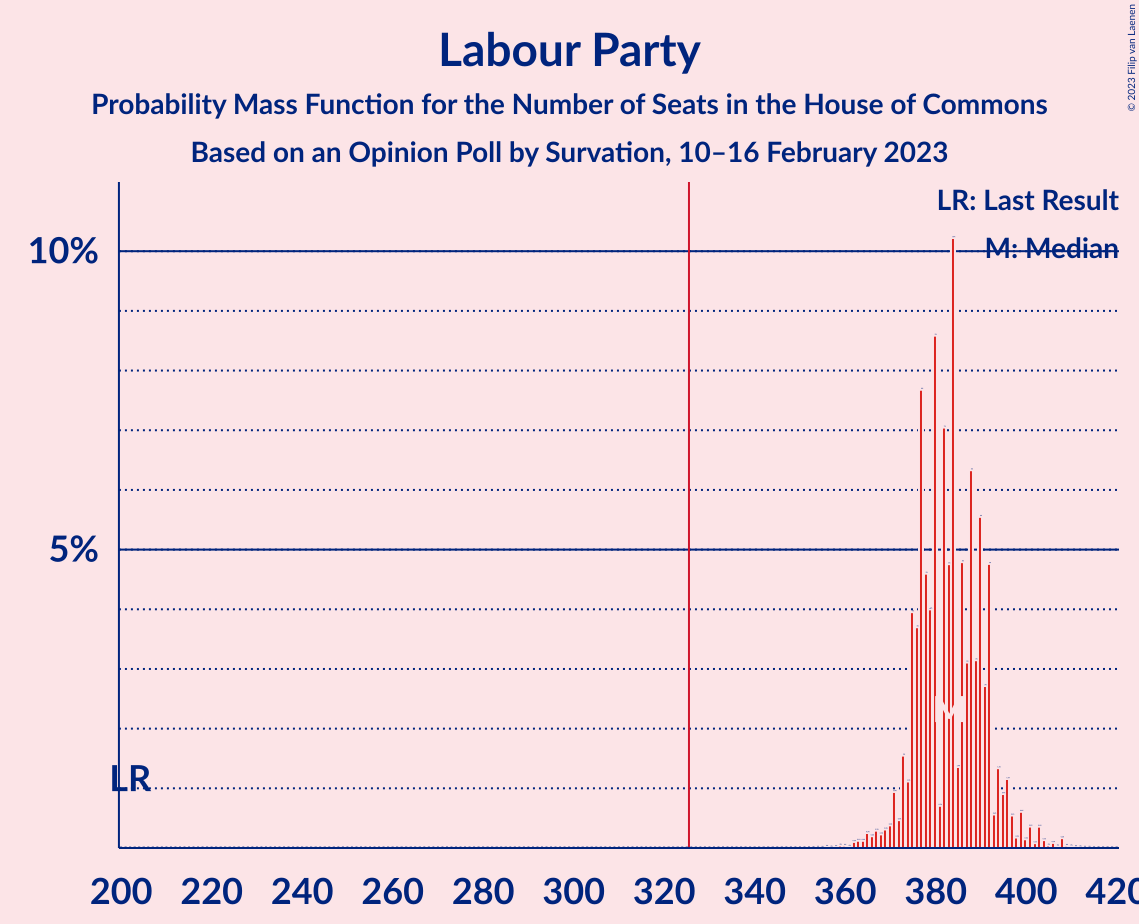 Labour Party
Probability Mass Function for the Number of Seats in the House of Commons
Based on an Opinion Poll by Survation, 10–16 February 2023
© 2023 Filip van Laenen
LR: Last Result
M: Median
10%
5%
LR
M
200 220 240 260 280 300 320 340 360 380 400 420